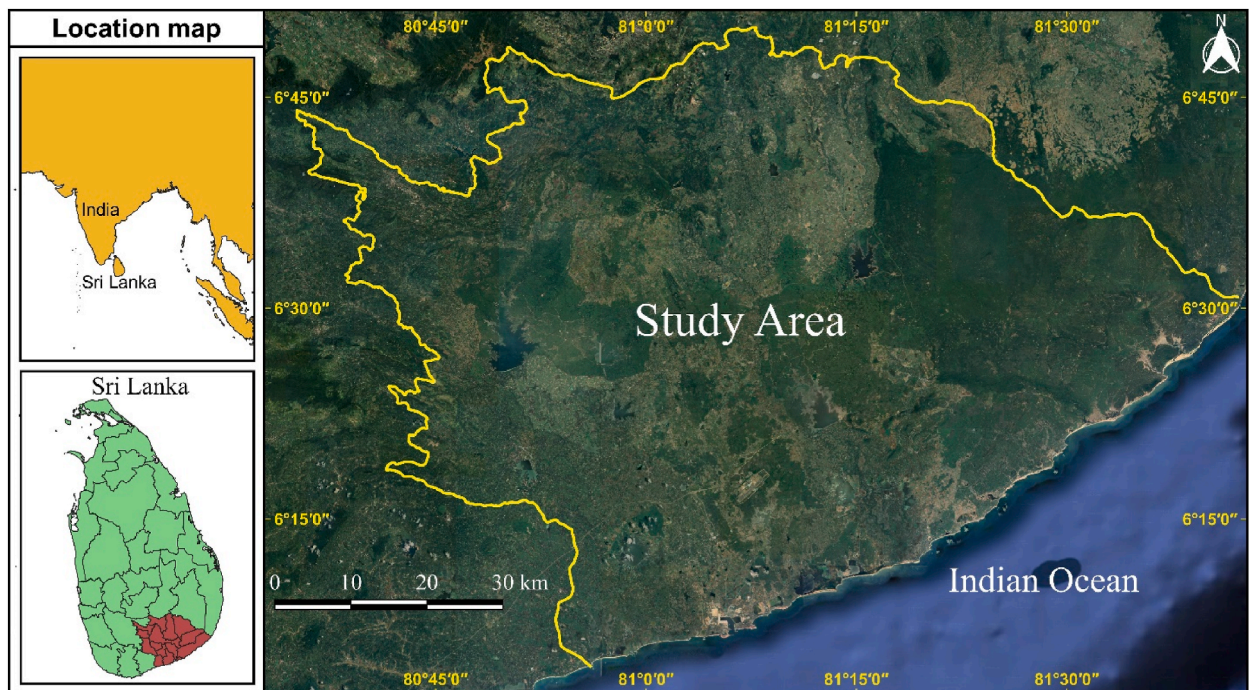 Location map
India
Sri Lanka
Sri Lanka
80°45'0" 81°0'0" 81°15'0" 81°30'0"
N
6°45'0" 6°45'0"
6°30'0" 6°30'0"
Study Area
6°15'0" 6°15'0"
0 10 20 30 km
Indian Ocean
80°45'0" 81°0'0" 81°15'0" 81°30'0"